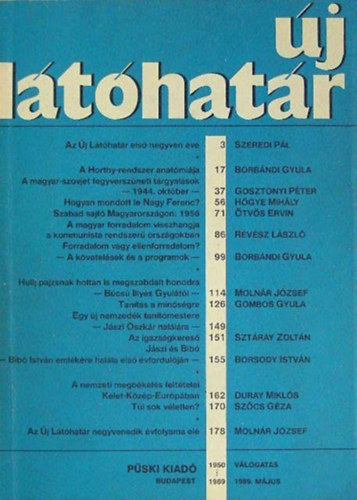 új
látóhatár
Az Új Látóhatár első negyven éve 3 SZEREDI PÁL
•
A Horthy-rendszer anatómiája 17 BORBÁNDI GYULA
A magyar-szovjet fegyverszüneti tárgyalások
— 1944. október — 37 GOSZTONYI PÉTER
Hogyan mondott le Nagy Ferenc? 56 HŐGYE MIHÁLY
Szabad sajtó Magyarországon: 1956 71 ÖTVÖS ERVIN
A magyar forradalom visszhangja
a kommunista rendszerű országokban 86 RÉVÉSZ LÁSZLÓ
Forradalom vagy ellenforradalom?
— A követelések és a programok — 99 BORBÁNDI GYULA
•
Hullj pajzsnak holtan is megszabdalt honodra
— Búcsú Illyés Gyulától — 114 MOLNÁR JÓZSEF
Tanítás a minőségre 126 GOMBOS GYULA
Egy új nemzedék tanítómestere
— Jászi Oszkár halálára — 149
Az igazságkereső 151 SZTÁRAY ZOLTÁN
Jászi és Bibó
— Bibó István emlékére halála első évfordulóján — 155 BORSODY ISTVÁN
•
A nemzeti megbékélés feltételei
Kelet-Közép-Európában 162 DURAY MIKLÓS
Túl sok véletlen? 170 SZŐCS GÉZA
•
Az Új Látóhatár negyvenedik évfolyama elé 178 MOLNÁR JÓZSEF
PÜSKI KIADÓ 1950 VÁLOGATÁS
BUDAPEST 1989 1989. MÁJUS